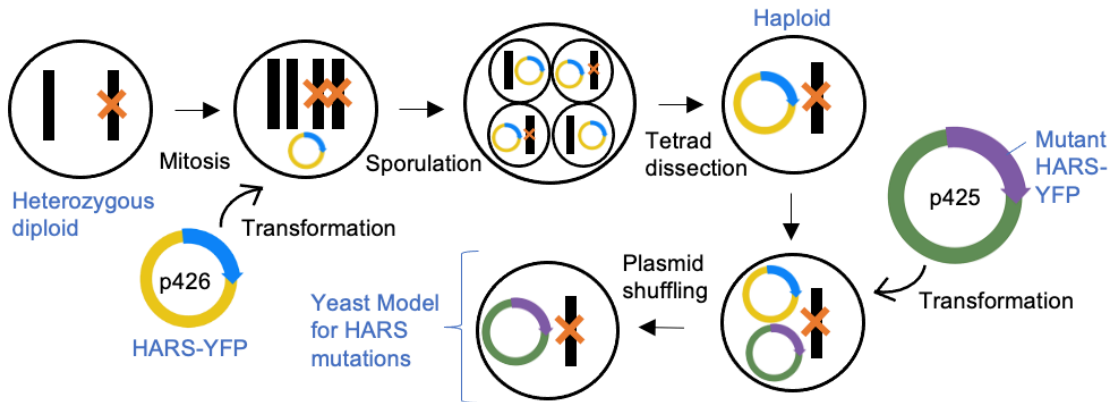 Haploid
Mitosis
Sporulation
Tetrad
dissection
Mutant
HARS-
YFP
p425
Heterozygous
diploid
Transformation
p426
HARS-YFP
Transformation
Plasmid
shuffling
Yeast Model
for HARS
mutations